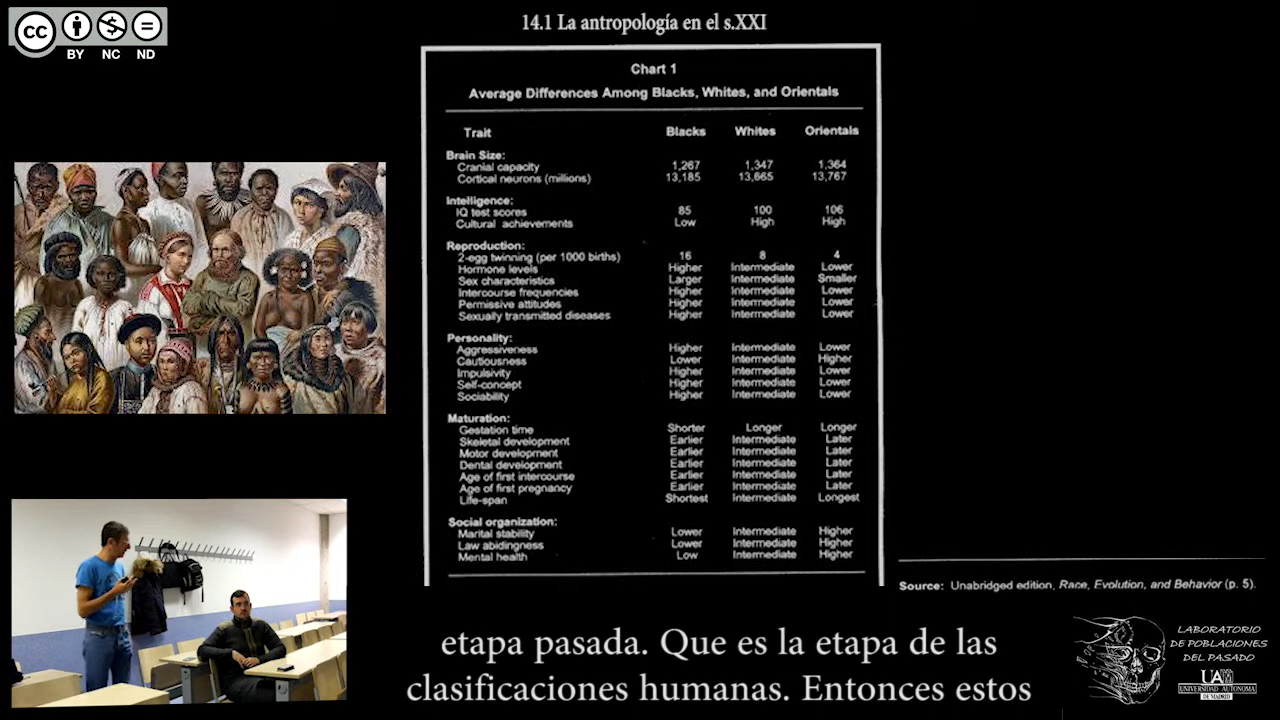 CC
BY NC ND
14.1 La antropología en el s.XXI
Chart 1
Average Differences Among Blacks, Whites, and Orientals
Trait Blacks Whites Orientals
Brain Size:
Cranial capacity 1,267 1,347 1,364
Cortical neurons (millions) 13,185 13,665 13,767
Intelligence:
IQ test scores 85 100 106
Cultural achievements Low High High
Reproduction:
2-egg twinning (per 1000 births) 16 8 4
Hormone levels Higher Intermediate Lower
Sex characteristics Larger Intermediate Smaller
Intercourse frequencies Higher Intermediate Lower
Permissive attitudes Higher Intermediate Lower
Sexually transmitted diseases Higher Intermediate Lower
Personality:
Aggressiveness Higher Intermediate Lower
Cautiousness Lower Intermediate Higher
Impulsivity Higher Intermediate Lower
Self-concept Higher Intermediate Lower
Sociability Higher Intermediate Lower
Maturation:
Gestation time Shorter Longer Longer
Skeletal development Earlier Intermediate Later
Motor development Earlier Intermediate Later
Dental development Earlier Intermediate Later
Age of first intercourse Earlier Intermediate Later
Age of first pregnancy Earlier Intermediate Later
Life-span Shortest Intermediate Longest
Social organization:
Marital stability Lower Intermediate Higher
Law abidingness Lower Intermediate Higher
Mental health Low Intermediate Higher
Source: Unabridged edition, Race, Evolution, and Behavior (p. 5).
etapa pasada. Que es la etapa de las
clasificaciones humanas. Entonces estos
LABORATORIO
DE POBLACIONES
DEL PASADO
UAM
UNIVERSIDAD AUTONOMA
DE MADRID